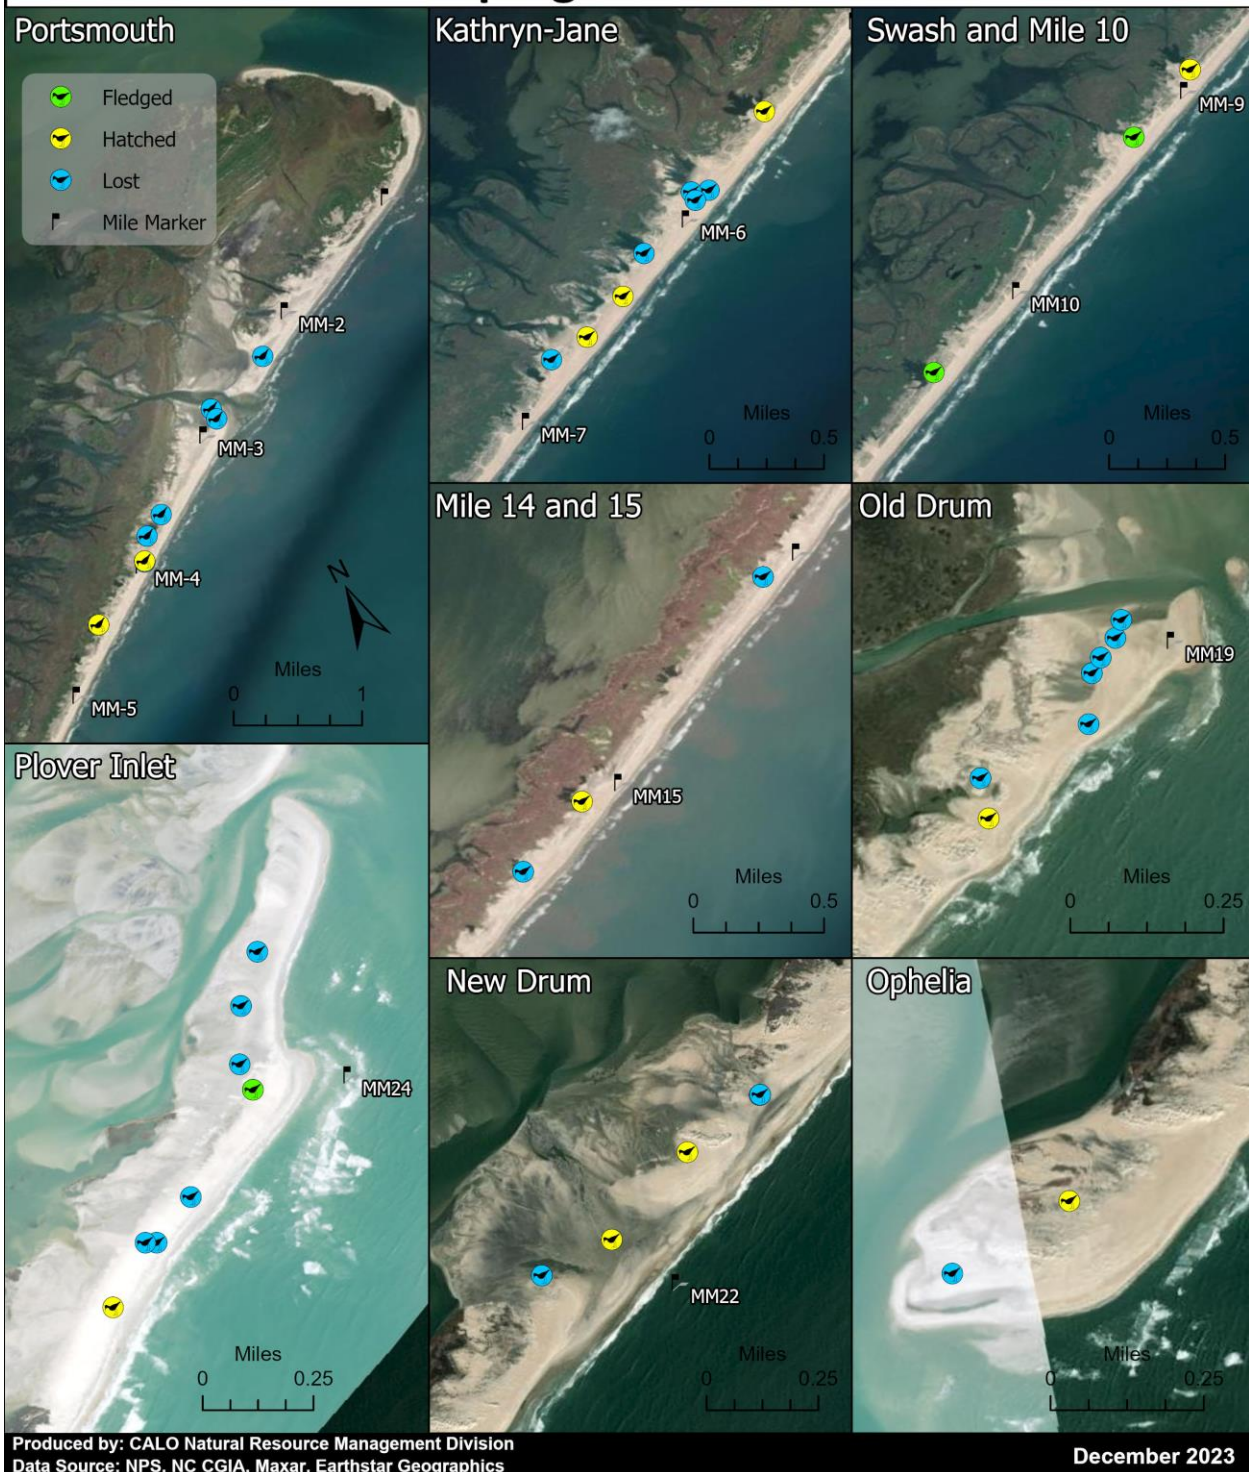 Portsmouth
Fledged
Hatched
Lost
Mile Marker
MM-2
MM-3
MM-4
MM-5
N
Miles
0 1
Kathryn-Jane
MM-6
MM-7
Miles
0 0.5
Swash and Mile 10
MM-9
MM10
Miles
0 0.5
Mile 14 and 15
MM15
Miles
0 0.5
Old Drum
MM19
Miles
0 0.25
Plover Inlet
MM24
Miles
0 0.25
New Drum
MM22
Miles
0 0.25
Ophelia
Miles
0 0.25
Produced by: CALO Natural Resource Management Division
Data Source: NPS, NC CGIA, Maxar, Earthstar Geographics
December 2023